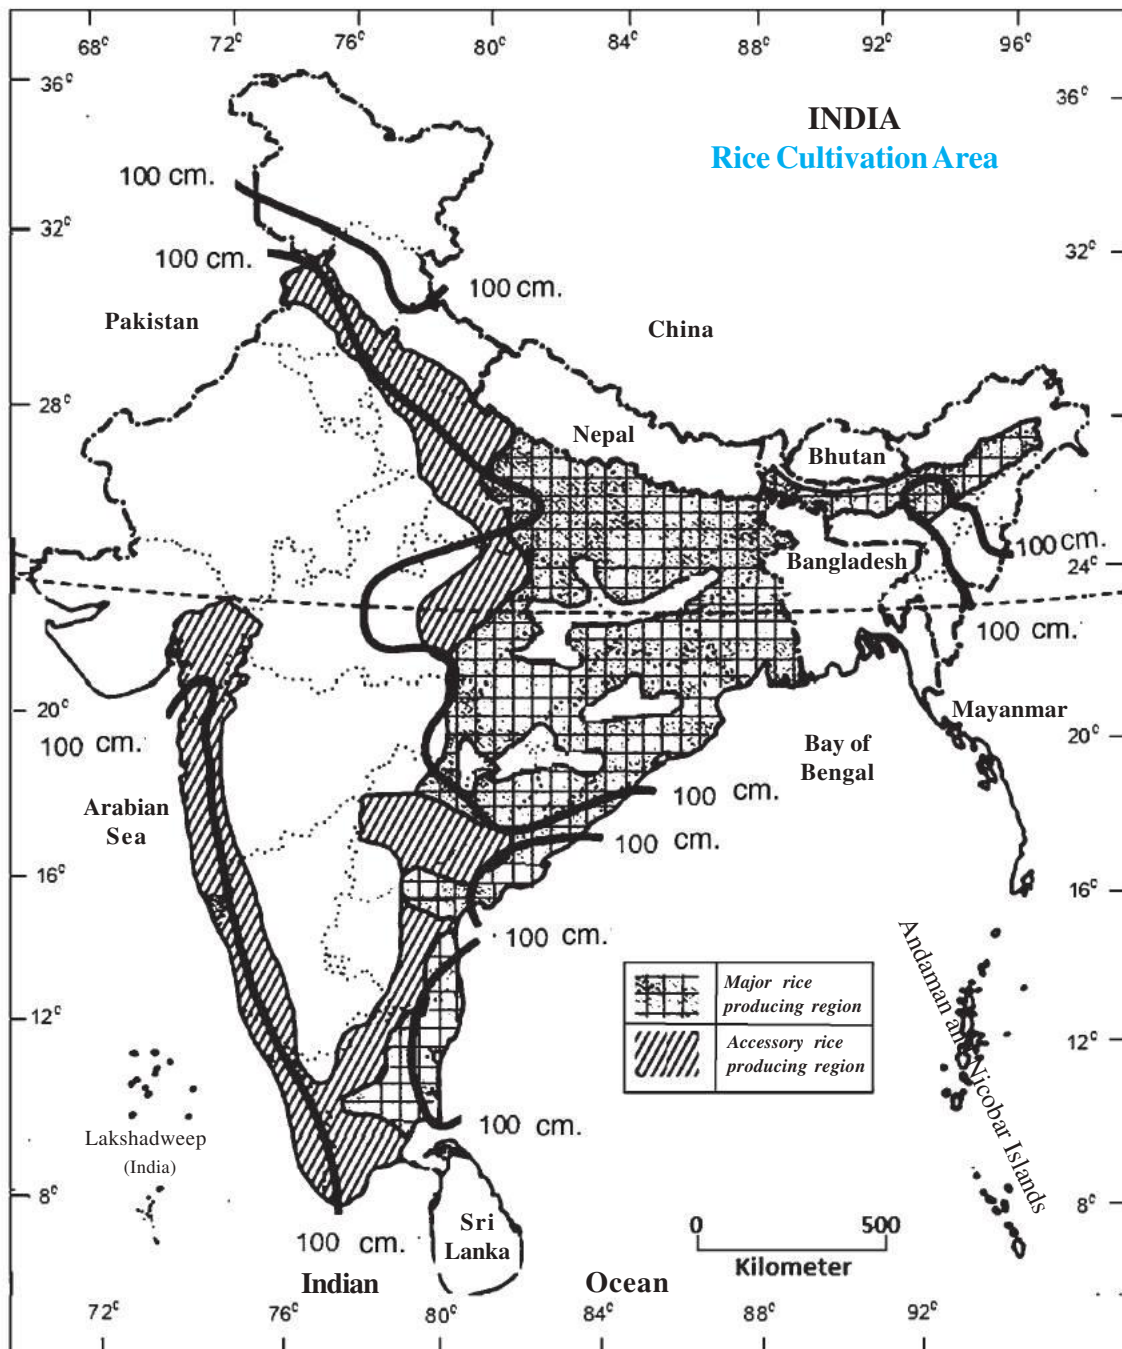 68° 72° 76° 80° 84° 88° 92° 96°
36° 36°
INDIA
Rice Cultivation Area
100 cm.
32° 32°
100 cm.
100 cm.
Pakistan
China
28°
Nepal
Bhutan
100 cm.
Bangladesh
24°
100 cm.
20°
Mayanmar
20°
100 cm.
Bay of
Bengal
100 cm.
Arabian
Sea
100 cm.
16° 16°
100 cm.
Andaman and Nicobar Islands
Major rice
producing region
12°
Accessory rice
producing region
12°
100 cm.
Lakshadweep
(India)
8° 8°
Sri
Lanka
0 500
Kilometer
100 cm.
Indian Ocean
72° 76° 80° 84° 88° 92°